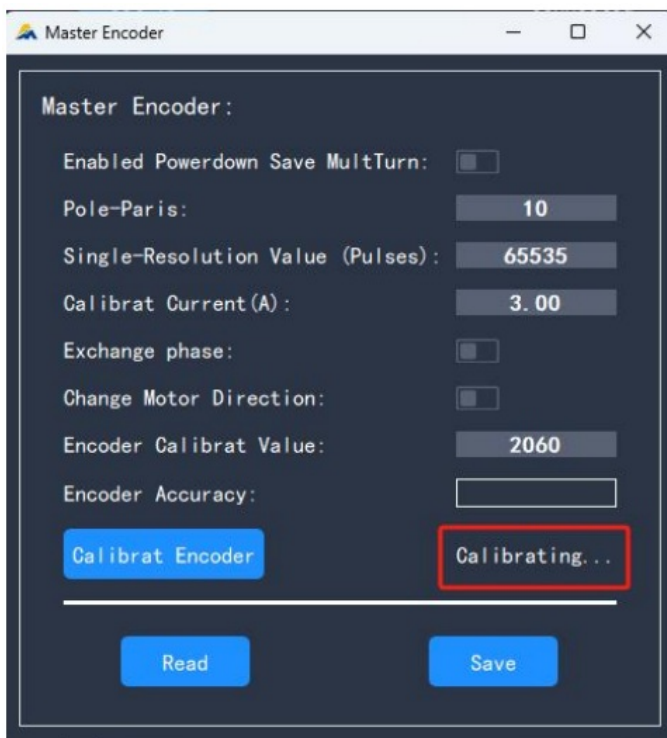 Master Encoder
Master Encoder:
Enabled Powerdown Save MultTurn:
Pole-Paris: 10
Single-Resolution Value (Pulses): 65535
Calibrat Current(A): 3.00
Exchange phase:
Change Motor Direction:
Encoder Calibrat Value: 2060
Encoder Accuracy:
Calibrat Encoder Calibrating...
Read Save